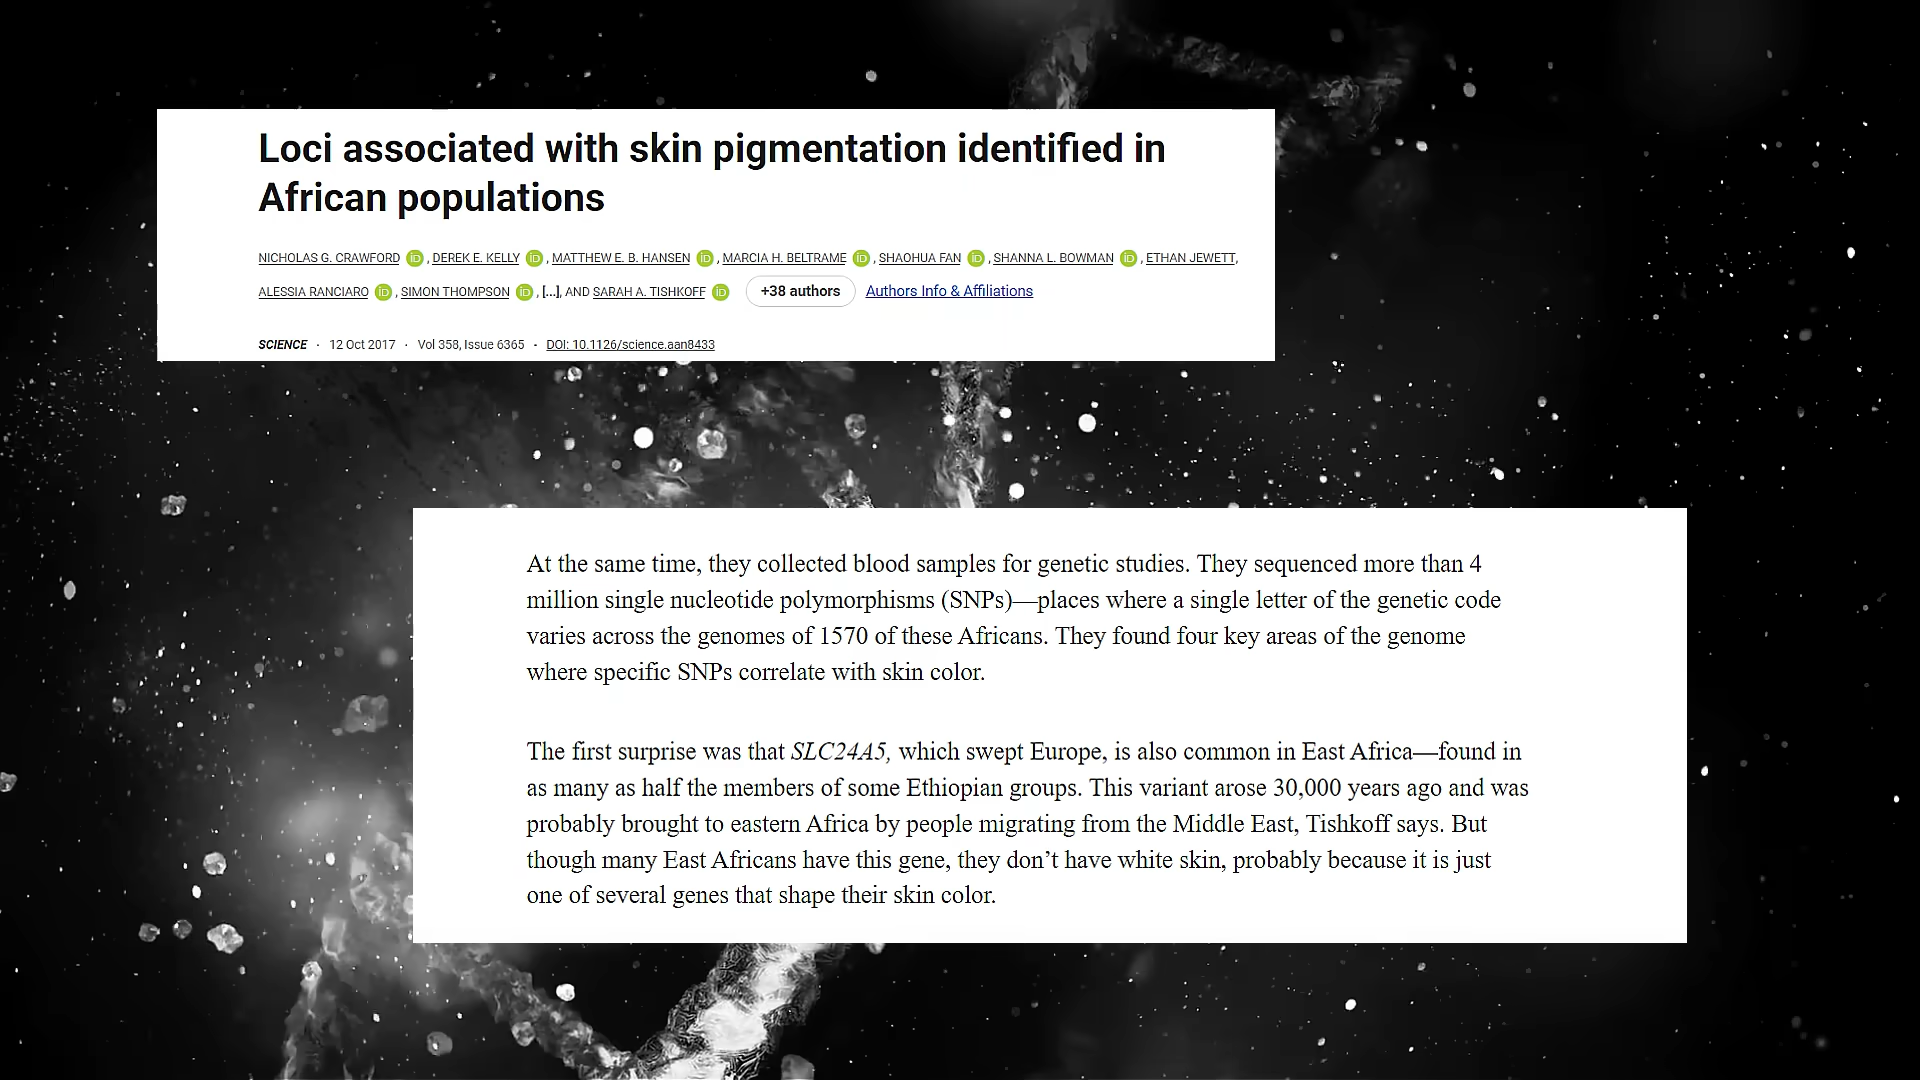 Loci associated with skin pigmentation identified in
African populations
NICHOLAS G. CRAWFORD iD, DEREK E. KELLY iD, MATTHEW E. B. HANSEN iD, MARCIA H. BELTRAME iD, SHAOHUA FAN iD, SHANNA L. BOWMAN iD, ETHAN JEWETT,
ALESSIA RANCIARO iD, SIMON THOMPSON iD, [...], AND SARAH A. TISHKOFF iD +38 authors Authors Info & Affiliations
SCIENCE · 12 Oct 2017 · Vol 358, Issue 6365 · DOI: 10.1126/science.aan8433
At the same time, they collected blood samples for genetic studies. They sequenced more than 4
million single nucleotide polymorphisms (SNPs)—places where a single letter of the genetic code
varies across the genomes of 1570 of these Africans. They found four key areas of the genome
where specific SNPs correlate with skin color.
The first surprise was that SLC24A5, which swept Europe, is also common in East Africa—found in
as many as half the members of some Ethiopian groups. This variant arose 30,000 years ago and was
probably brought to eastern Africa by people migrating from the Middle East, Tishkoff says. But
though many East Africans have this gene, they don’t have white skin, probably because it is just
one of several genes that shape their skin color.